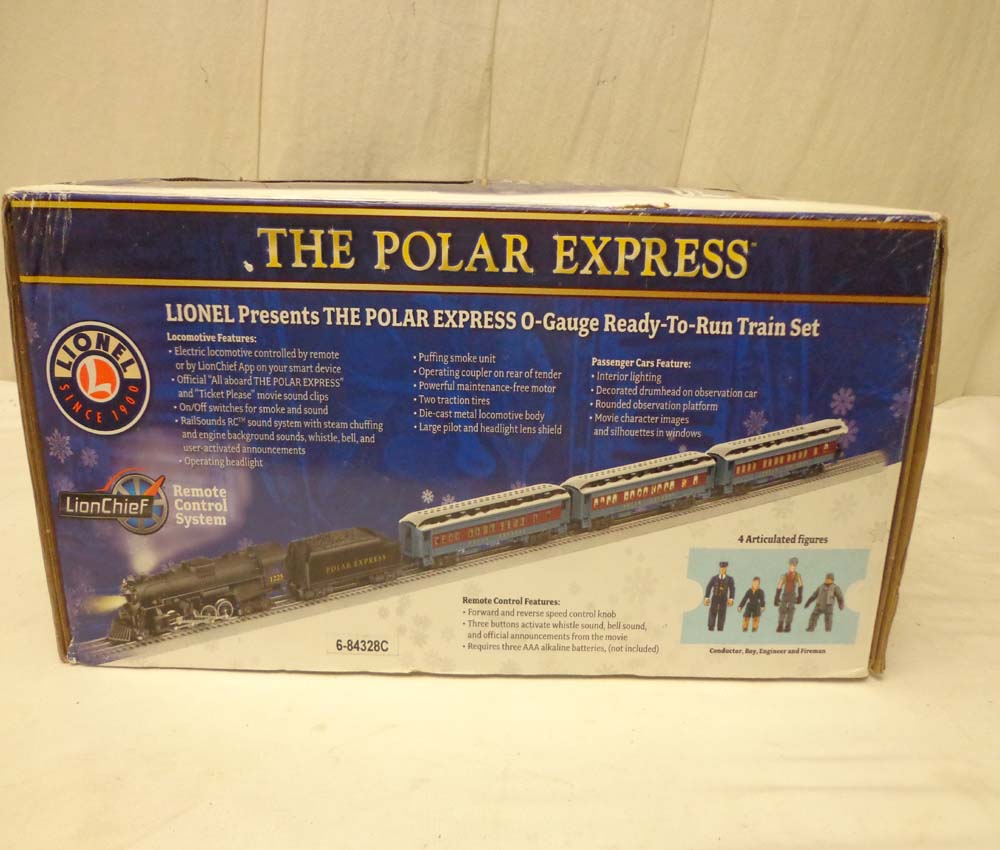 THE POLAR EXPRESS™
LIONEL Presents THE POLAR EXPRESS O-Gauge Ready-To-Run Train Set
LIONEL
L
SINCE 1900
Locomotive Features:
• Electric locomotive controlled by remote
or by LionChief App on your smart device
• Official "All aboard THE POLAR EXPRESS"
and "Ticket Please" movie sound clips
• On/Off switches for smoke and sound
• RailSounds RC™ sound system with steam chuffing
and engine background sounds, whistle, bell, and
user-activated announcements
• Operating headlight
• Puffing smoke unit
• Operating coupler on rear of tender
• Powerful maintenance-free motor
• Two traction tires
• Die-cast metal locomotive body
• Large pilot and headlight lens shield
Passenger Cars Feature:
• Interior lighting
• Decorated drumhead on observation car
• Rounded observation platform
• Movie character images
and silhouettes in windows
LionChief
Remote
Control
System
1225
POLAR EXPRESS
4 Articulated figures
Conductor, Boy, Engineer and Fireman
Remote Control Features:
• Forward and reverse speed control knob
• Three buttons activate whistle sound, bell sound,
and official announcements from the movie
• Requires three AAA alkaline batteries, (not included)
6-84328C